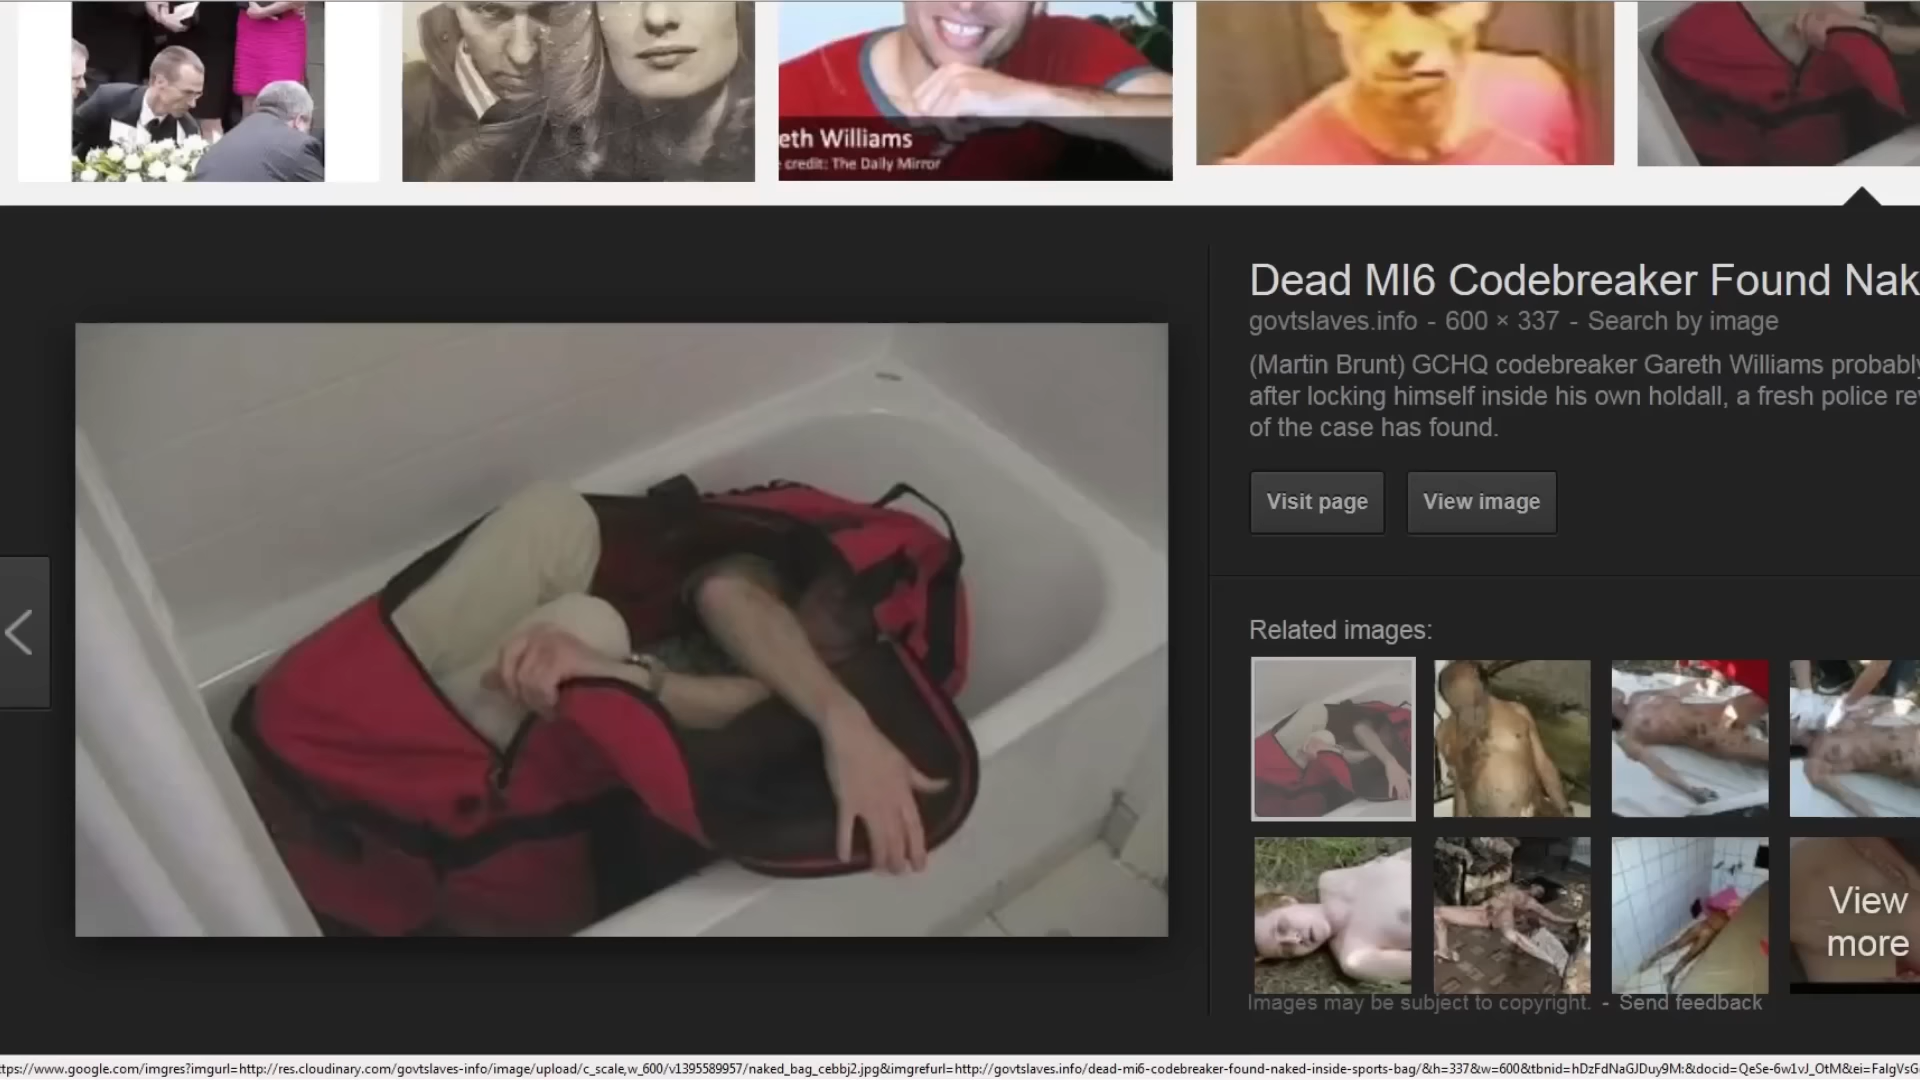 eth Williams
credit: The Daily Mirror
Dead MI6 Codebreaker Found Nak
govtslaves.info - 600 × 337 - Search by image
(Martin Brunt) GCHQ codebreaker Gareth Williams probably
after locking himself inside his own holdall, a fresh police re
of the case has found.
Visit page
View image
Related images:
View
more
Images may be subject to copyright. - Send feedback
ttps://www.google.com/imgres?imgurl=http://res.cloudinary.com/govtslaves-info/image/upload/c_scale,w_600/v1395589957/naked_bag_cebbj2.jpg&imgrefurl=http://govtslaves.info/dead-mi6-codebreaker-found-naked-inside-sports-bag/&h=337&w=600&tbnid=hDzFdNaGJDuy9M:&docid=QeSe-6w1vJ_OtM&ei=FalgVsG